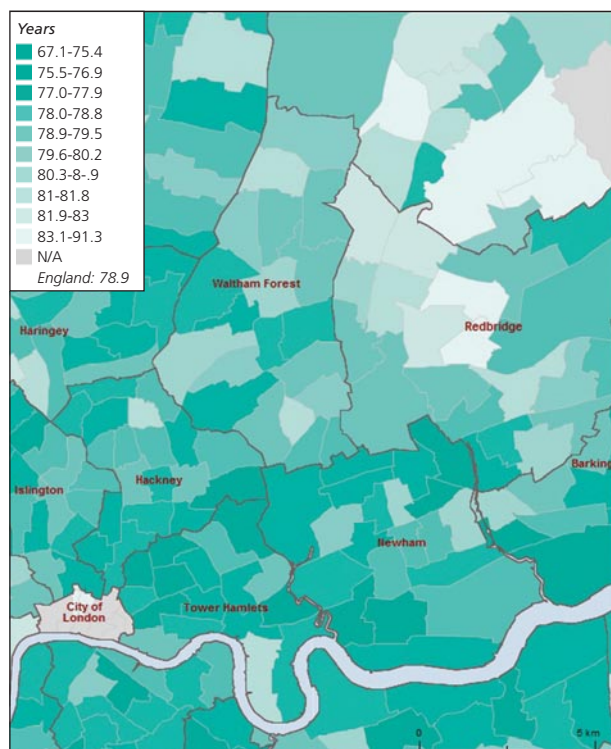 Years
67.1-75.4
75.5-76.9
77.0-77.9
78.0-78.8
78.9-79.5
79.6-80.2
80.3-8-.9
81-81.8
81.9-83
83.1-91.3
N/A
England: 78.9
Waltham Forest
Haringey
Redbridge
Barking
Islington
Hackney
Newham
City of
London
Tower Hamlets
0
5 km